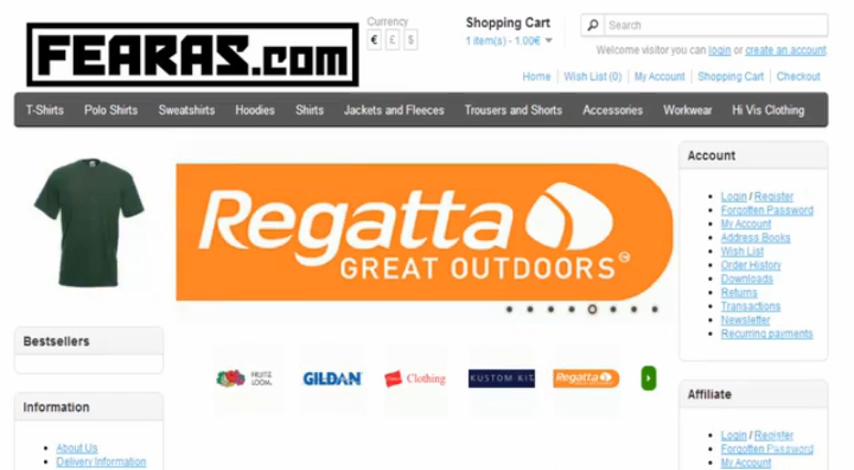 FEARAS.com
Currency
€ £ $
Shopping Cart
1 item(s) - 1.00€
Search
Welcome visitor you can login or create an account.
Home Wish List (0) My Account Shopping Cart Checkout
T-Shirts Polo Shirts Sweatshirts Hoodies Shirts Jackets and Fleeces Trousers and Shorts Accessories Workwear Hi Vis Clothing
Regatta
GREAT OUTDOORS
Account
Login / Register
Forgotten Password
My Account
Address Books
Wish List
Order History
Downloads
Returns
Transactions
Newsletter
Recurring payments
Bestsellers
FRUIT OF THE
LOOM.
GILDAN
Clothing
KUSTOM KIT
Regatta
Information
About Us
Delivery Information
Affiliate
Login / Register
Forgotten Password
My Account